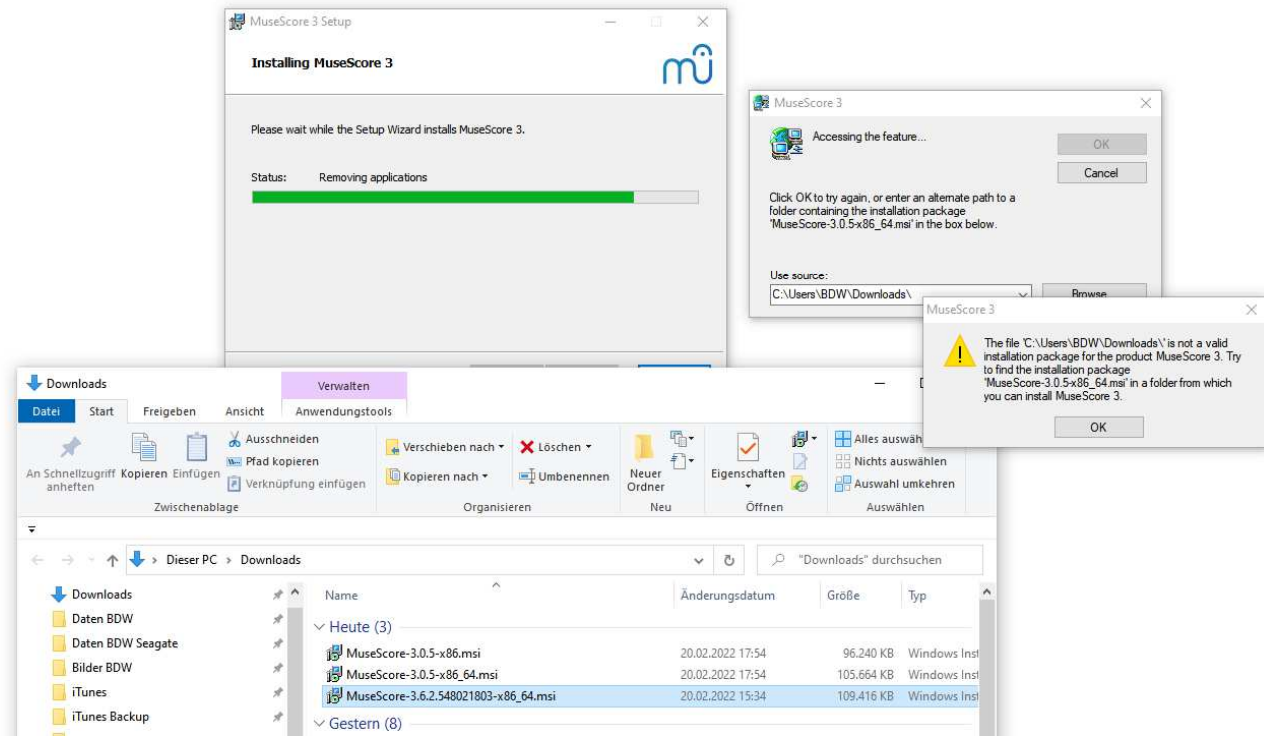 MuseScore 3 Setup
Installing MuseScore 3
Please wait while the Setup Wizard installs MuseScore 3.
Status: Removing applications
MuseScore 3
Accessing the feature...
OK
Cancel
Click OK to try again, or enter an alternate path to a
folder containing the installation package
'MuseScore-3.0.5-x86_64.msi' in the box below.
Use source:
C:\Users\BDW\Downloads\
Browse
MuseScore 3
The file 'C:\Users\BDW\Downloads\' is not a valid
installation package for the product MuseScore 3. Try
to find the installation package
'MuseScore-3.0.5-x86_64.msi' in a folder from which
you can install MuseScore 3.
OK
Downloads
Verwalten
Datei Start Freigeben Ansicht Anwendungstools
An Schnellzugriff anheften
Kopieren
Einfügen
Ausschneiden
Pfad kopieren
Verknüpfung einfügen
Verschieben nach
Kopieren nach
Löschen
Umbenennen
Neuer Ordner
Eigenschaften
Alles auswäh
Nichts auswählen
Auswahl umkehren
Zwischenablage Organisieren Neu Öffnen Auswählen
Dieser PC > Downloads
"Downloads" durchsuchen
Downloads
Daten BDW
Daten BDW Seagate
Bilder BDW
iTunes
iTunes Backup
Name Änderungsdatum Größe Typ
Heute (3)
MuseScore-3.0.5-x86.msi 20.02.2022 17:54 96.240 KB Windows Inst
MuseScore-3.0.5-x86_64.msi 20.02.2022 17:54 105.664 KB Windows Inst
MuseScore-3.6.2.548021803-x86_64.msi 20.02.2022 15:34 109.416 KB Windows Inst
Gestern (8)